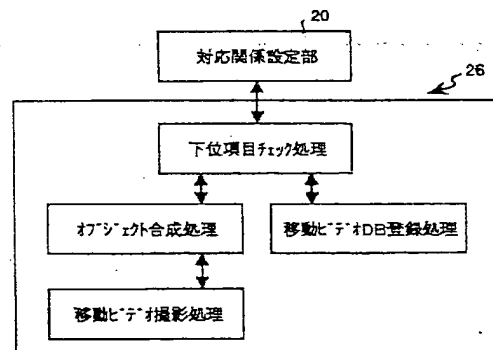 20
対応関係設定部
26
下位項目ﾁｪｯｸ処理
ｵﾌﾞｼﾞｪｸﾄ合成処理
移動ﾋﾞﾃﾞｵDB登録処理
移動ﾋﾞﾃﾞｵ撮影処理